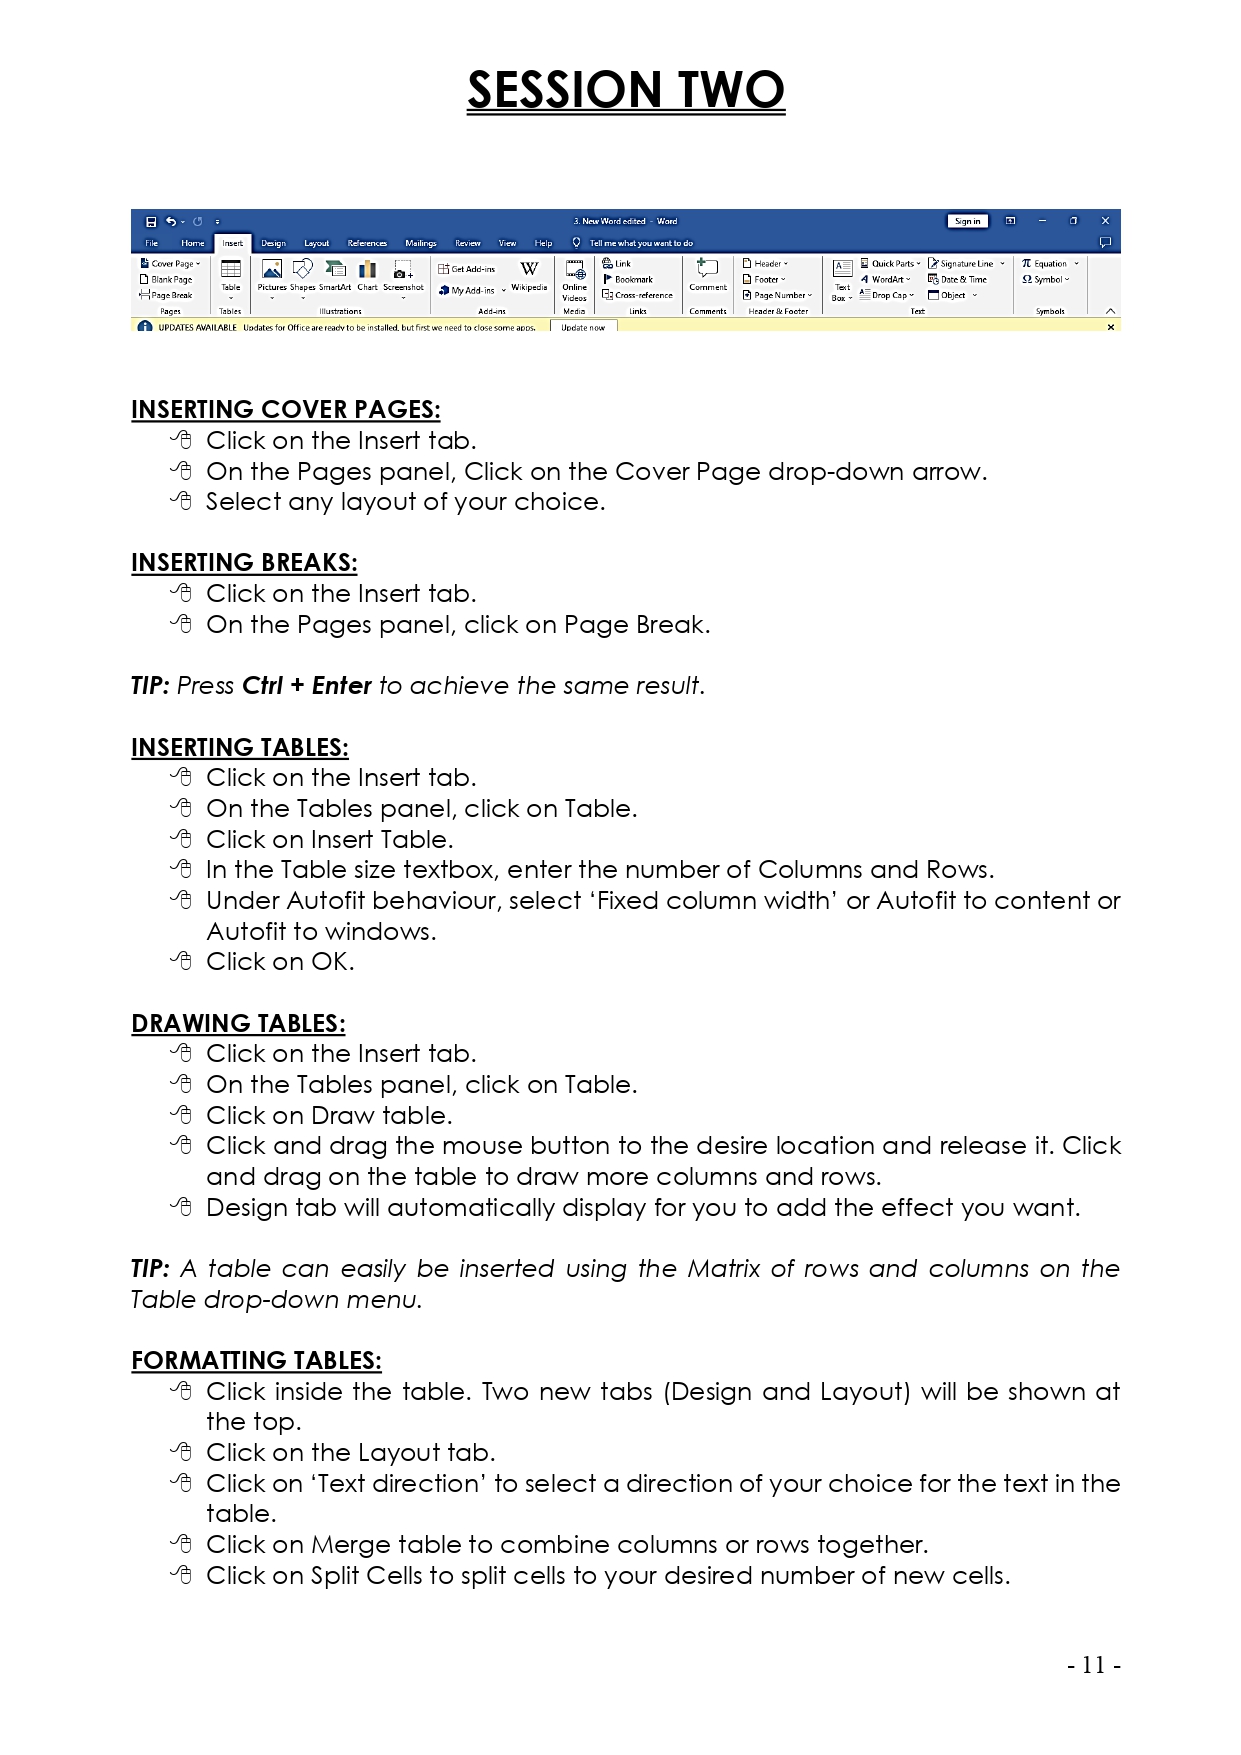 SESSION TWO
3. New Word edited - Word
Sign in
File Home Insert Design Layout References Mailings Review View Help Tell me what you want to do
Cover Page
Blank Page
Page Break
Pages
Table
Tables
Pictures Shapes SmartArt Chart Screenshot
Illustrations
Get Add-ins
My Add-ins
Wikipedia
Add-ins
Online
Videos
Media
Link
Bookmark
Cross-reference
Links
Comment
Comments
Header
Footer
Page Number
Header & Footer
Text
Box
Quick Parts
WordArt
Drop Cap
Signature Line
Date & Time
Object
Text
Equation
Symbol
Symbols
UPDATES AVAILABLE Updates for Office are ready to be installed, but first we need to close some apps. Update now
INSERTING COVER PAGES:
Click on the Insert tab.
On the Pages panel, Click on the Cover Page drop-down arrow.
Select any layout of your choice.
INSERTING BREAKS:
Click on the Insert tab.
On the Pages panel, click on Page Break.
TIP: Press Ctrl + Enter to achieve the same result.
INSERTING TABLES:
Click on the Insert tab.
On the Tables panel, click on Table.
Click on Insert Table.
In the Table size textbox, enter the number of Columns and Rows.
Under Autofit behaviour, select ‘Fixed column width’ or Autofit to content or
Autofit to windows.
Click on OK.
DRAWING TABLES:
Click on the Insert tab.
On the Tables panel, click on Table.
Click on Draw table.
Click and drag the mouse button to the desire location and release it. Click
and drag on the table to draw more columns and rows.
Design tab will automatically display for you to add the effect you want.
TIP: A table can easily be inserted using the Matrix of rows and columns on the
Table drop-down menu.
FORMATTING TABLES:
Click inside the table. Two new tabs (Design and Layout) will be shown at
the top.
Click on the Layout tab.
Click on ‘Text direction’ to select a direction of your choice for the text in the
table.
Click on Merge table to combine columns or rows together.
Click on Split Cells to split cells to your desired number of new cells.
- 11 -